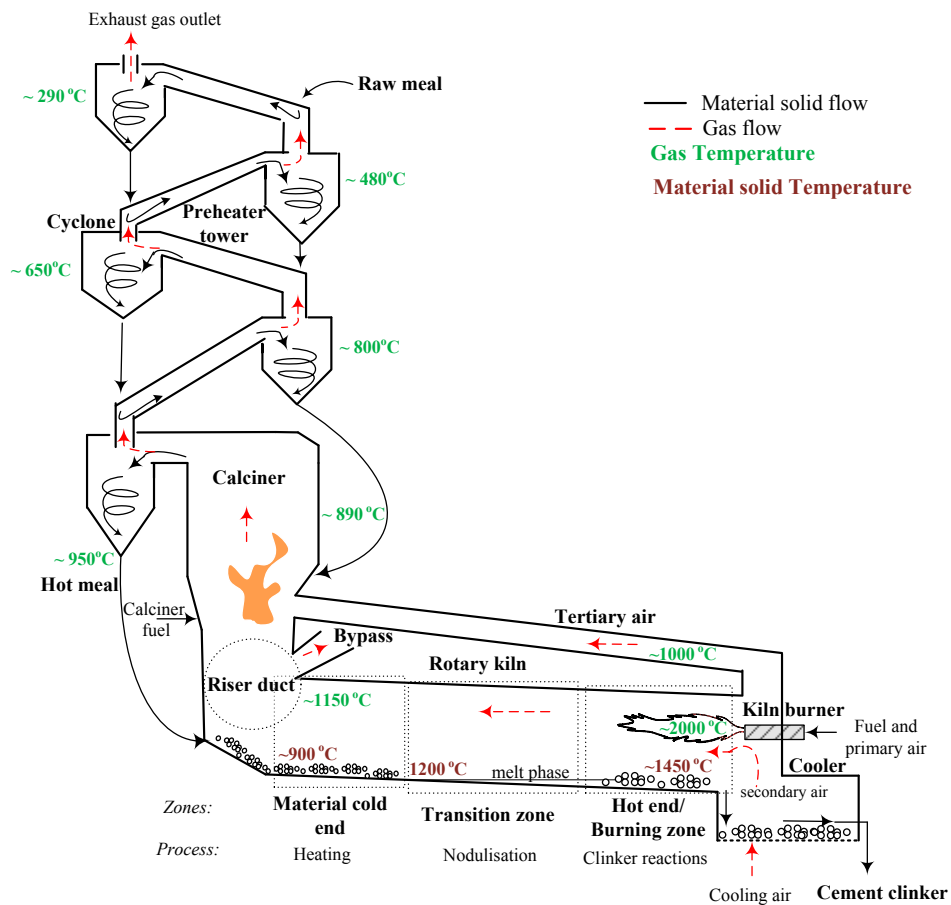 Exhaust gas outlet
~ 290 °C
Raw meal
Material solid flow
Gas flow
Gas Temperature
Material solid Temperature
~ 480°C
Cyclone
Preheater
tower
~ 650°C
~ 800°C
Calciner
~ 890 °C
~ 950°C
Hot meal
Calciner
fuel
Bypass
Tertiary air
~1000 °C
Riser duct
Rotary kiln
~1150 °C
~2000 °C
Kiln burner
Fuel and
primary air
~900 °C
1200 °C
melt phase
~1450 °C
Cooler
secondary air
Zones:
Material cold
end
Transition zone
Hot end/
Burning zone
Process:
Heating
Nodulisation
Clinker reactions
Cooling air
Cement clinker